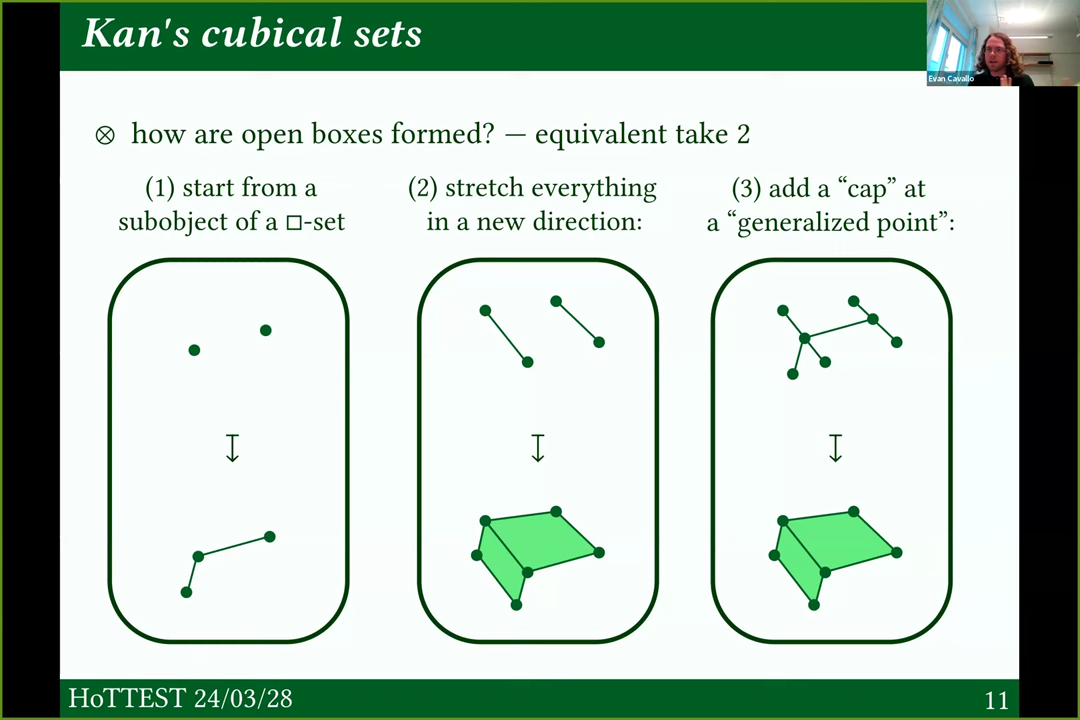 Kan's cubical sets
Evan Cavallo
⊗ how are open boxes formed? — equivalent take 2
(1) start from a
subobject of a □-set
(2) stretch everything
in a new direction:
(3) add a “cap” at
a “generalized point”:
↧ ↧ ↧
HoTTEST 24/03/28
11